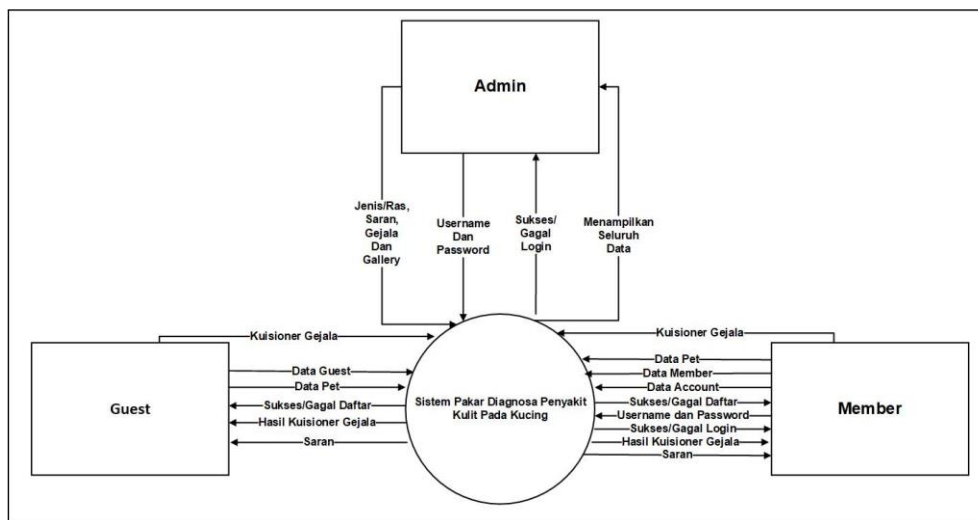 Admin
Jenis/Ras,
Saran,
Gejala
Dan
Gallery
Username
Dan
Password
Sukses/
Gagal
Login
Menampilkan
Seluruh
Data
Kuisioner Gejala
Data Guest
Data Pet
Sukses/Gagal Daftar
Hasil Kuisioner Gejala
Saran
Guest
Sistem Pakar Diagnosa Penyakit
Kulit Pada Kucing
Kuisioner Gejala
Data Pet
Data Member
Data Account
Sukses/Gagal Daftar
Username dan Password
Sukses/Gagal Login
Hasil Kuisioner Gejala
Saran
Member